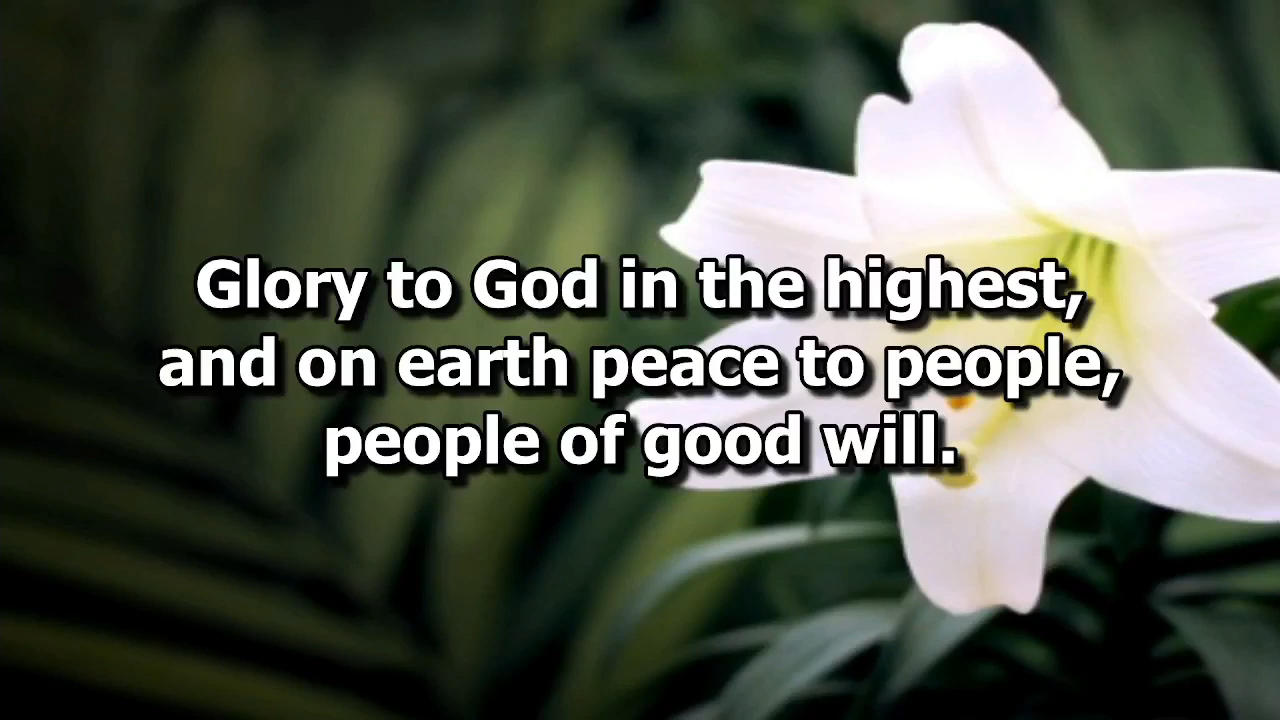 Glory to God in the highest,
and on earth peace to people,
people of good will.